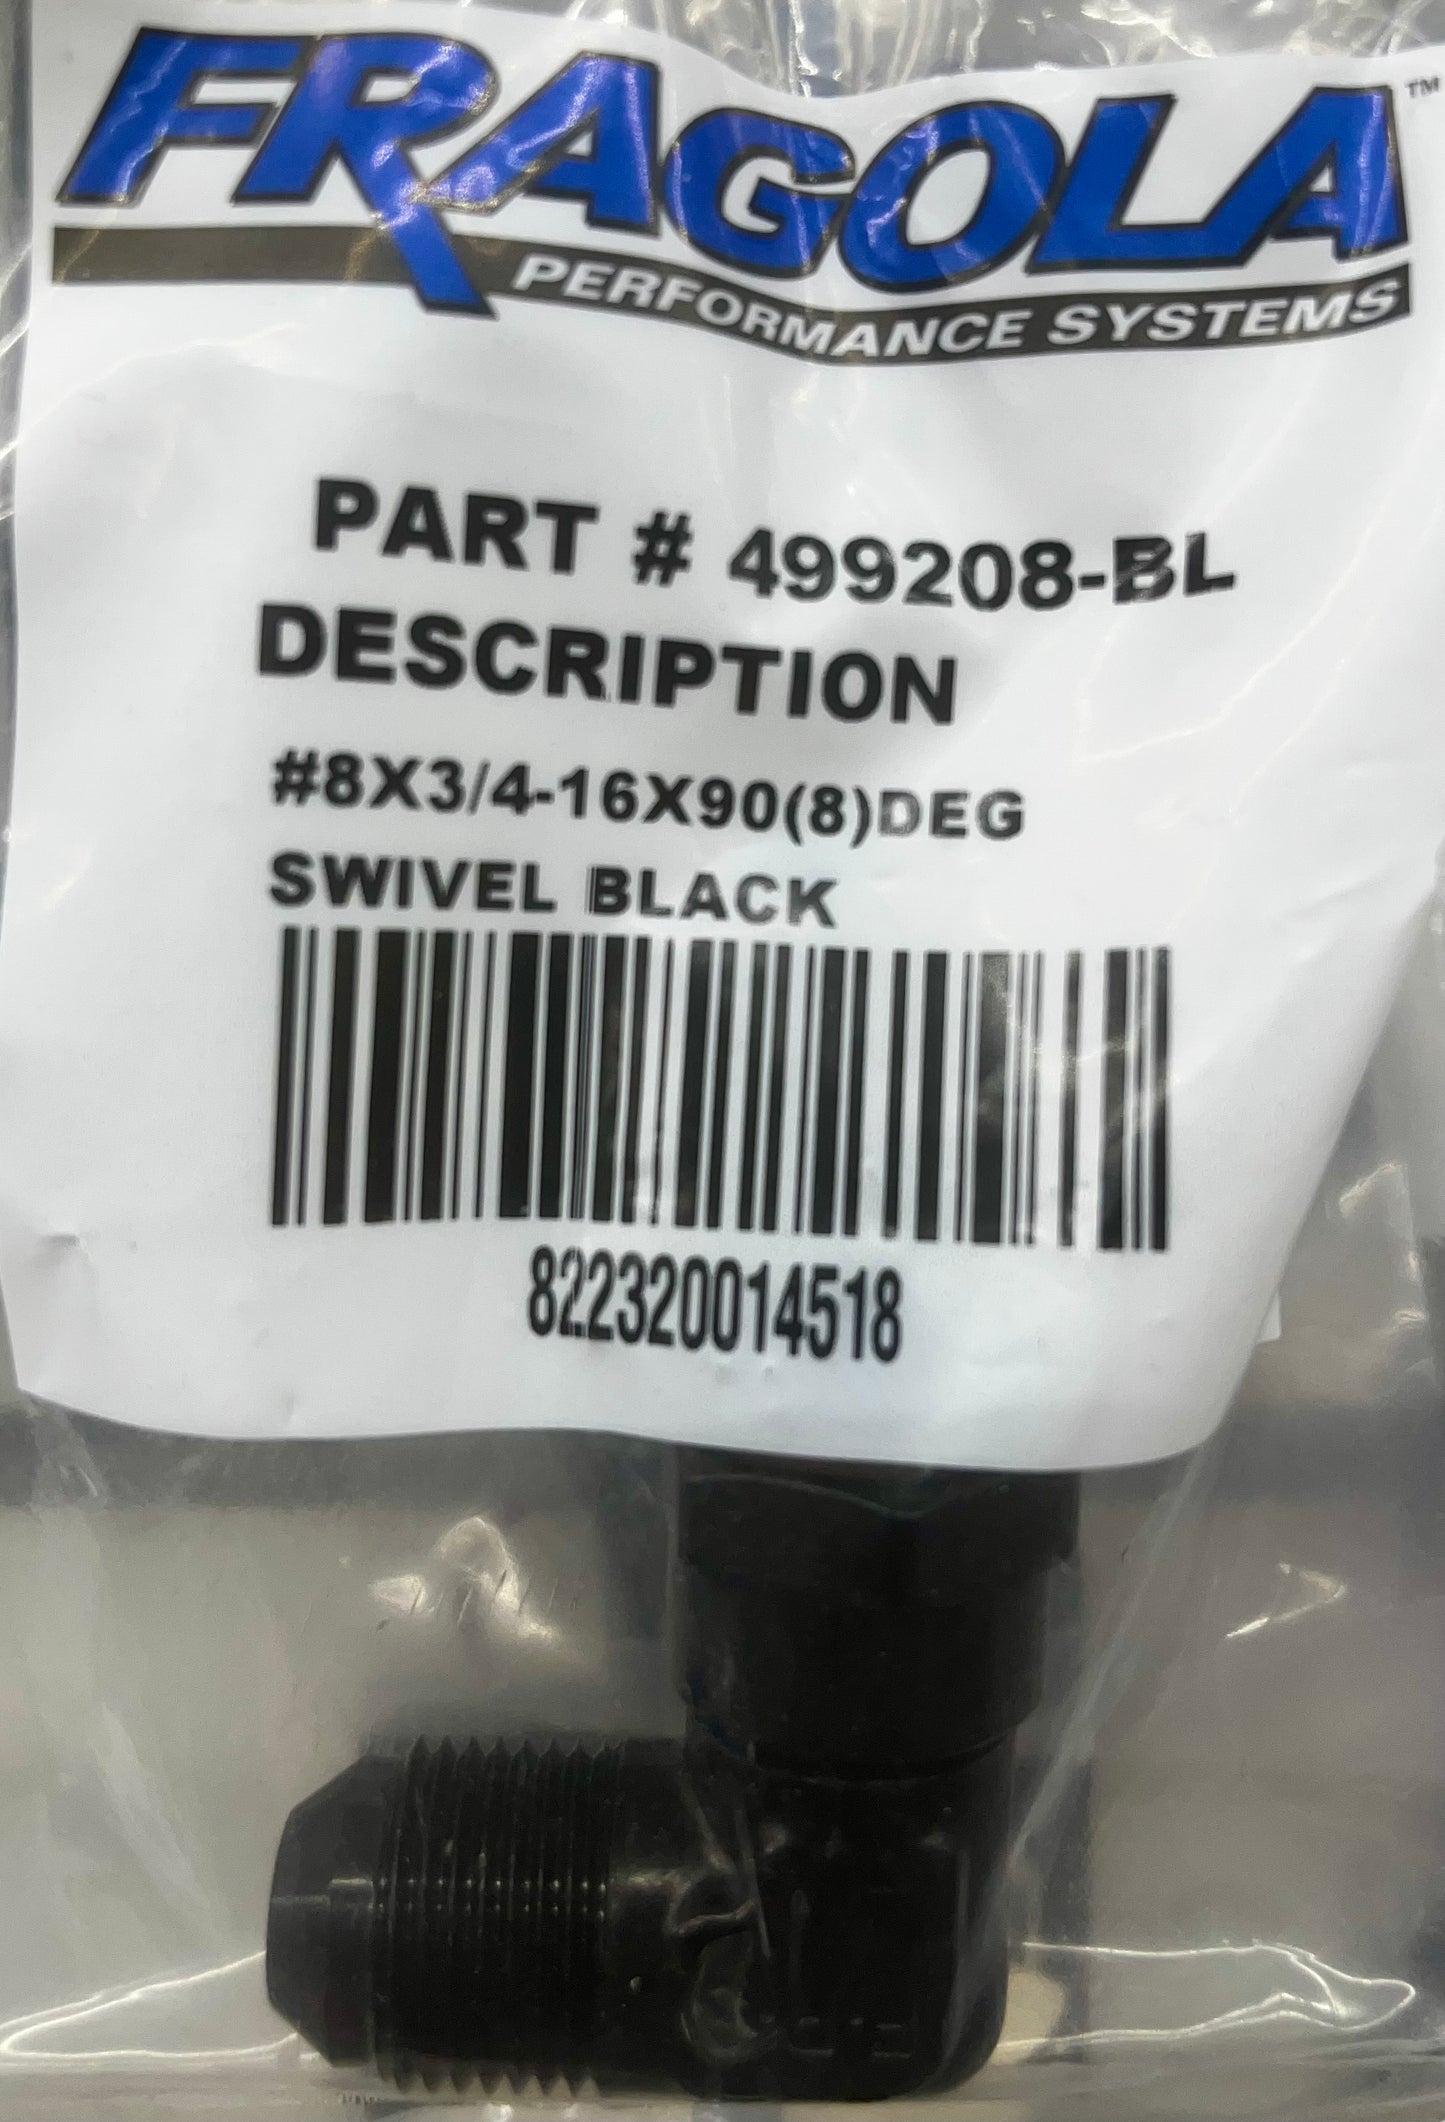 FRAGOLA™
PERFORMANCE SYSTEMS
PART # 499208-BL
DESCRIPTION
#8X3/4-16X90(8)DEG
SWIVEL BLACK
822320014518